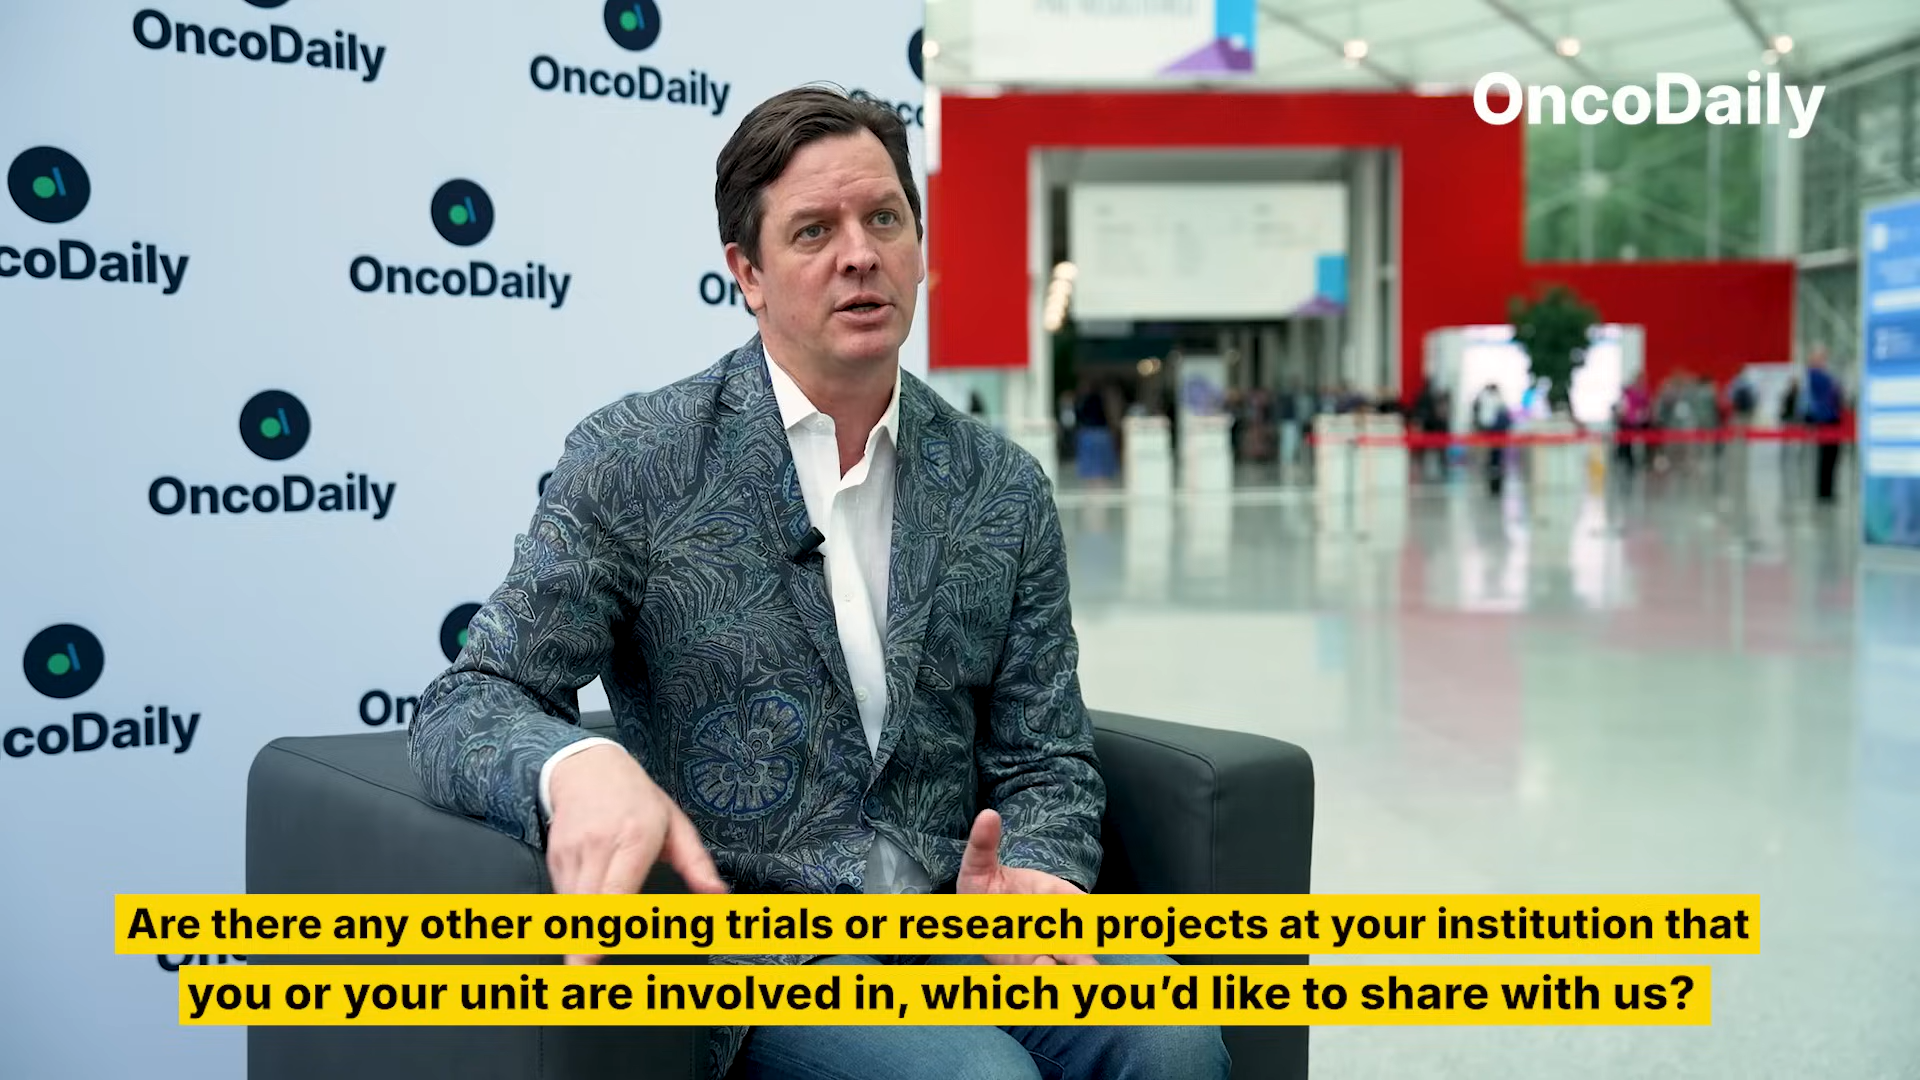 OncoDaily
OncoDaily
OncoDaily
coDaily
OncoDaily
OncoDaily
coDaily
On
Are there any other ongoing trials or research projects at your institution that
you or your unit are involved in, which you’d like to share with us?